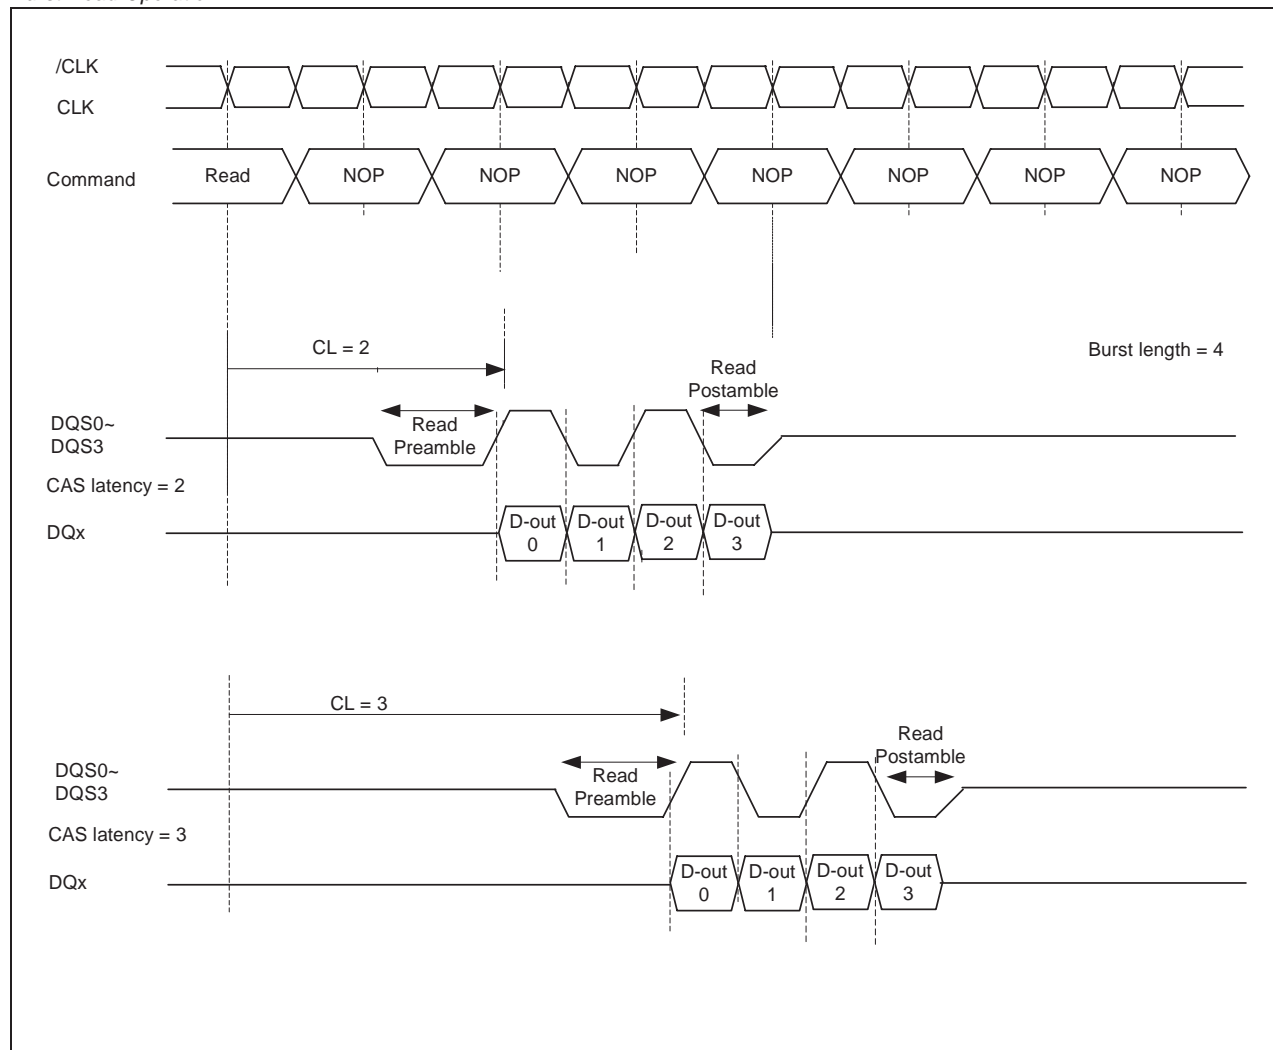 /CLK
CLK
Command
Read NOP NOP NOP NOP NOP NOP NOP
CL = 2
Burst length = 4
Read
Postamble
DQS0~
DQS3
Read
Preamble
CAS latency = 2
DQx
D-out D-out D-out D-out
0 1 2 3
CL = 3
Read
Postamble
DQS0~
DQS3
Read
Preamble
CAS latency = 3
DQx
D-out D-out D-out D-out
0 1 2 3